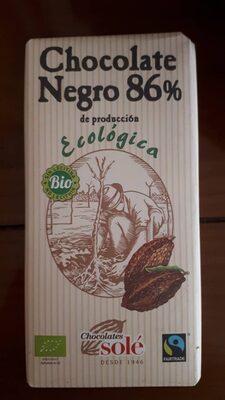 Chocolate
Negro 86%
de producción
Ecológica
Bio
Chocolates
solé
DESDE 1946
FAIRTRADE